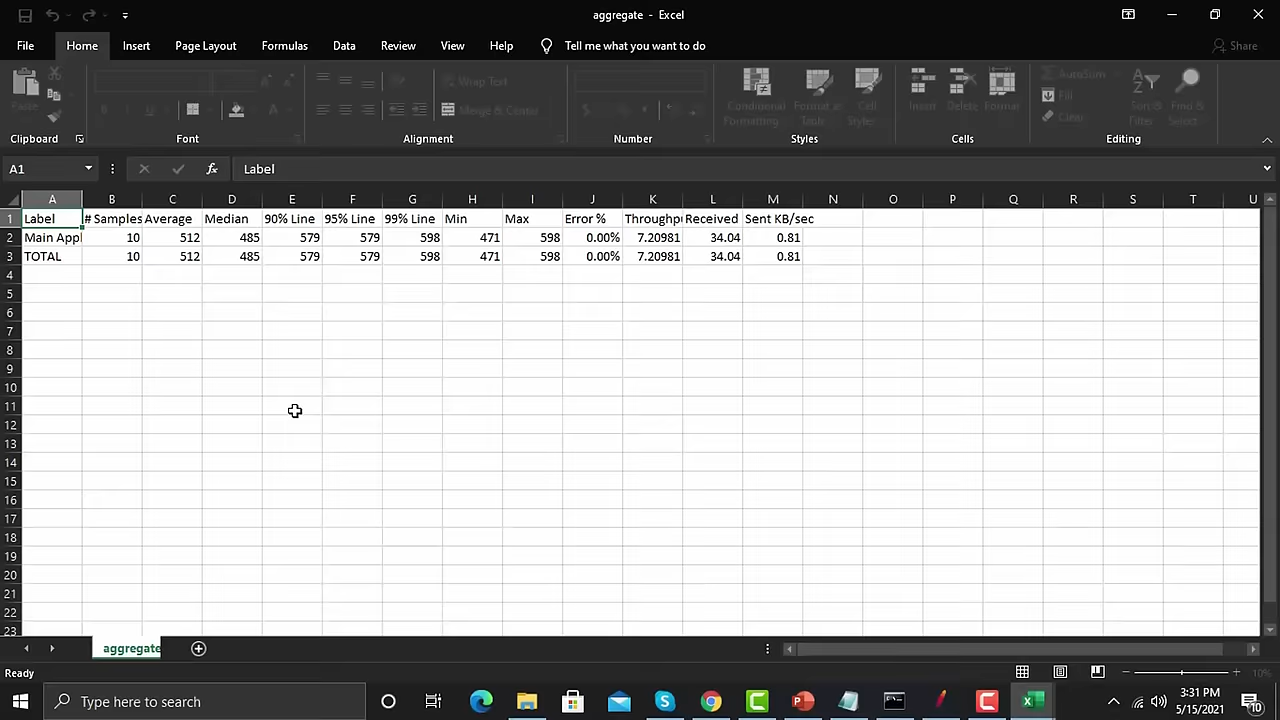 aggregate - Excel
File Home Insert Page Layout Formulas Data Review View Help Tell me what you want to do Share
Paste Wrap Text Merge & Center Conditional Formatting Format as Table Cell Styles Insert Delete Format AutoSum Fill Clear Sort & Filter Find & Select
Clipboard Font Alignment Number Styles Cells Editing
A1 fx Label
A B C D E F G H I J K L M N O P Q R S T U
1 Label # Samples Average Median 90% Line 95% Line 99% Line Min Max Error % Throughpu Received Sent KB/sec
2 Main Appl 10 512 485 579 579 598 471 598 0.00% 7.20981 34.04 0.81
3 TOTAL 10 512 485 579 579 598 471 598 0.00% 7.20981 34.04 0.81
4
5
6
7
8
9
10
11
12
13
14
15
16
17
18
19
20
21
22
23
aggregate
Ready 10%
Type here to search 3:31 PM
5/15/2021 10